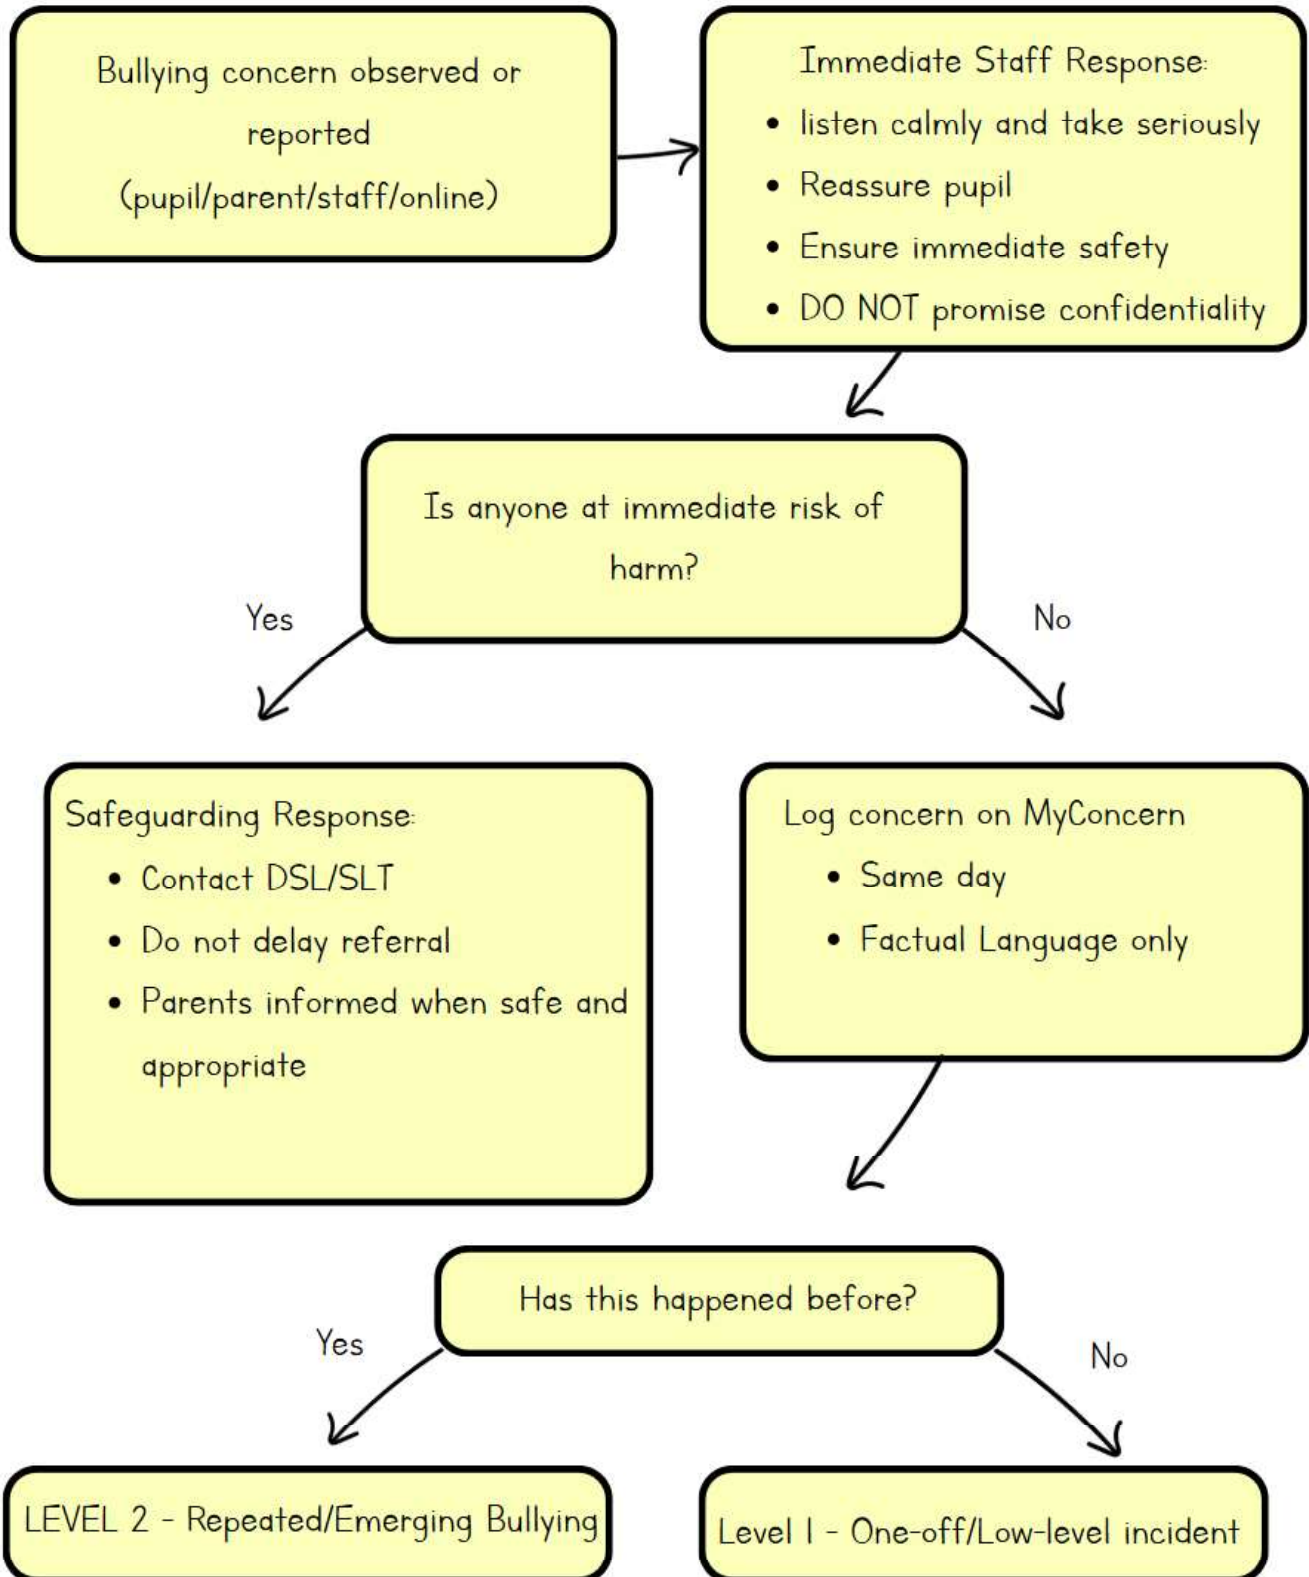 Bullying concern observed or
reported
(pupil/parent/staff/online)
Immediate Staff Response:
• listen calmly and take seriously
• Reassure pupil
• Ensure immediate safety
• DO NOT promise confidentiality
Is anyone at immediate risk of
harm?
Yes
No
Safeguarding Response:
• Contact DSL/SLT
• Do not delay referral
• Parents informed when safe and
appropriate
Log concern on MyConcern
• Same day
• Factual Language only
Has this happened before?
Yes
No
LEVEL 2 - Repeated/Emerging Bullying
Level 1 - One-off/Low-level incident